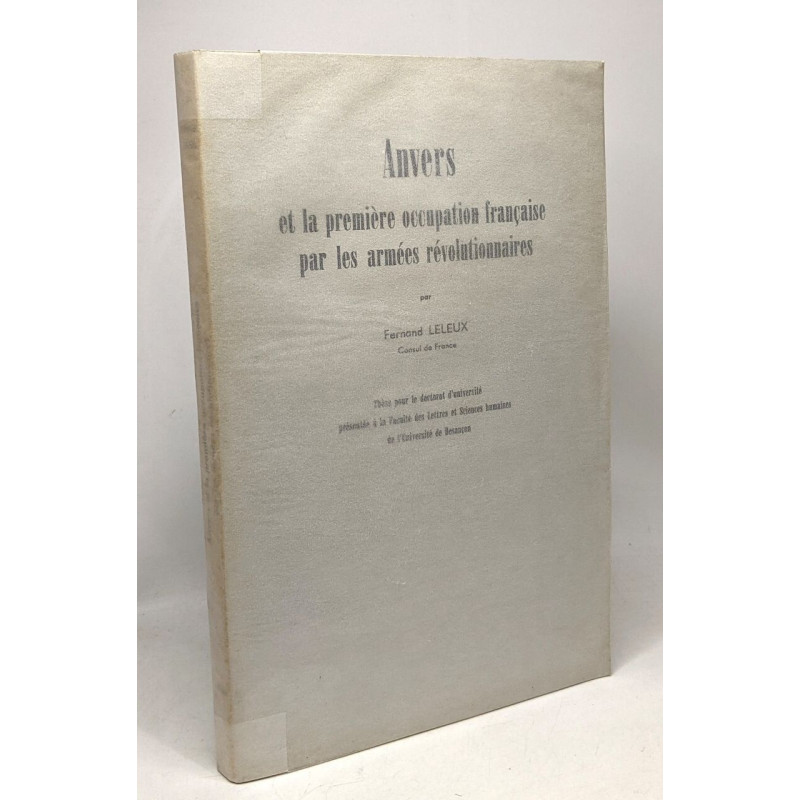 Anvers
et la première occupation française
par les armées révolutionnaires
par
Fernand LELEUX
Consul de France
Thèse pour le doctorat d'université
présentée à la Faculté des Lettres et Sciences humaines
de l'Université de Besançon